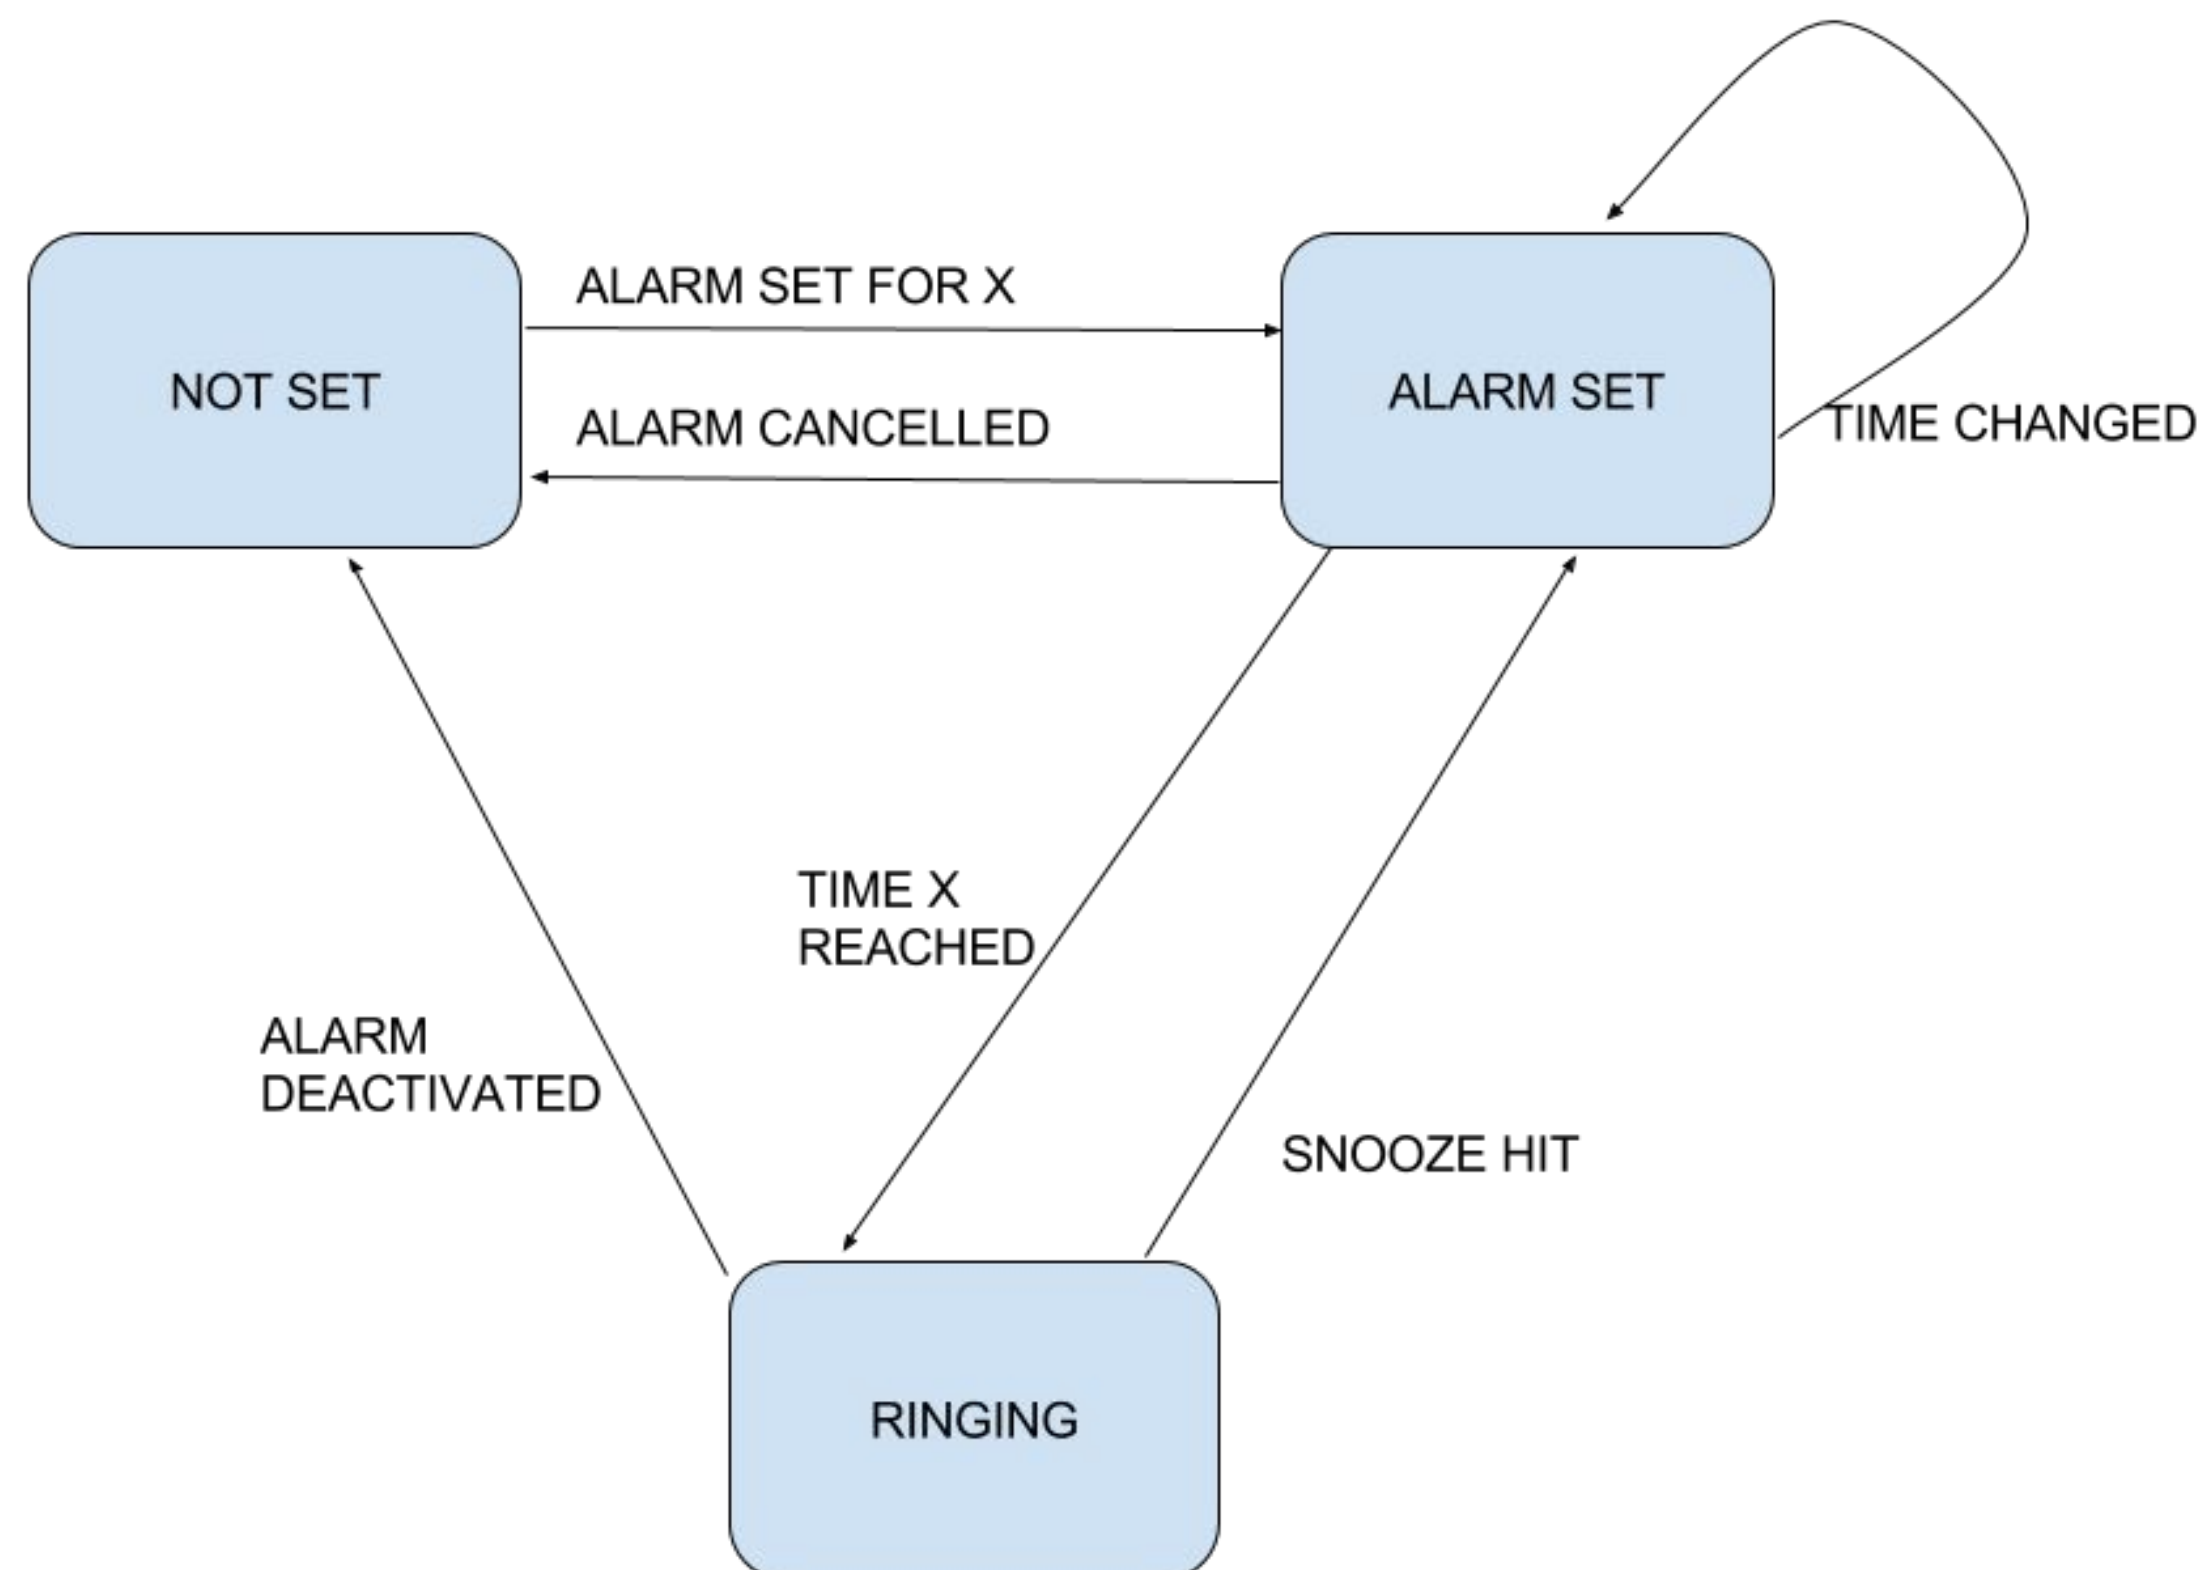 ALARM SET FOR X
NOT SET
ALARM SET
ALARM CANCELLED
TIME CHANGED
TIME X
REACHED
ALARM
DEACTIVATED
SNOOZE HIT
RINGING